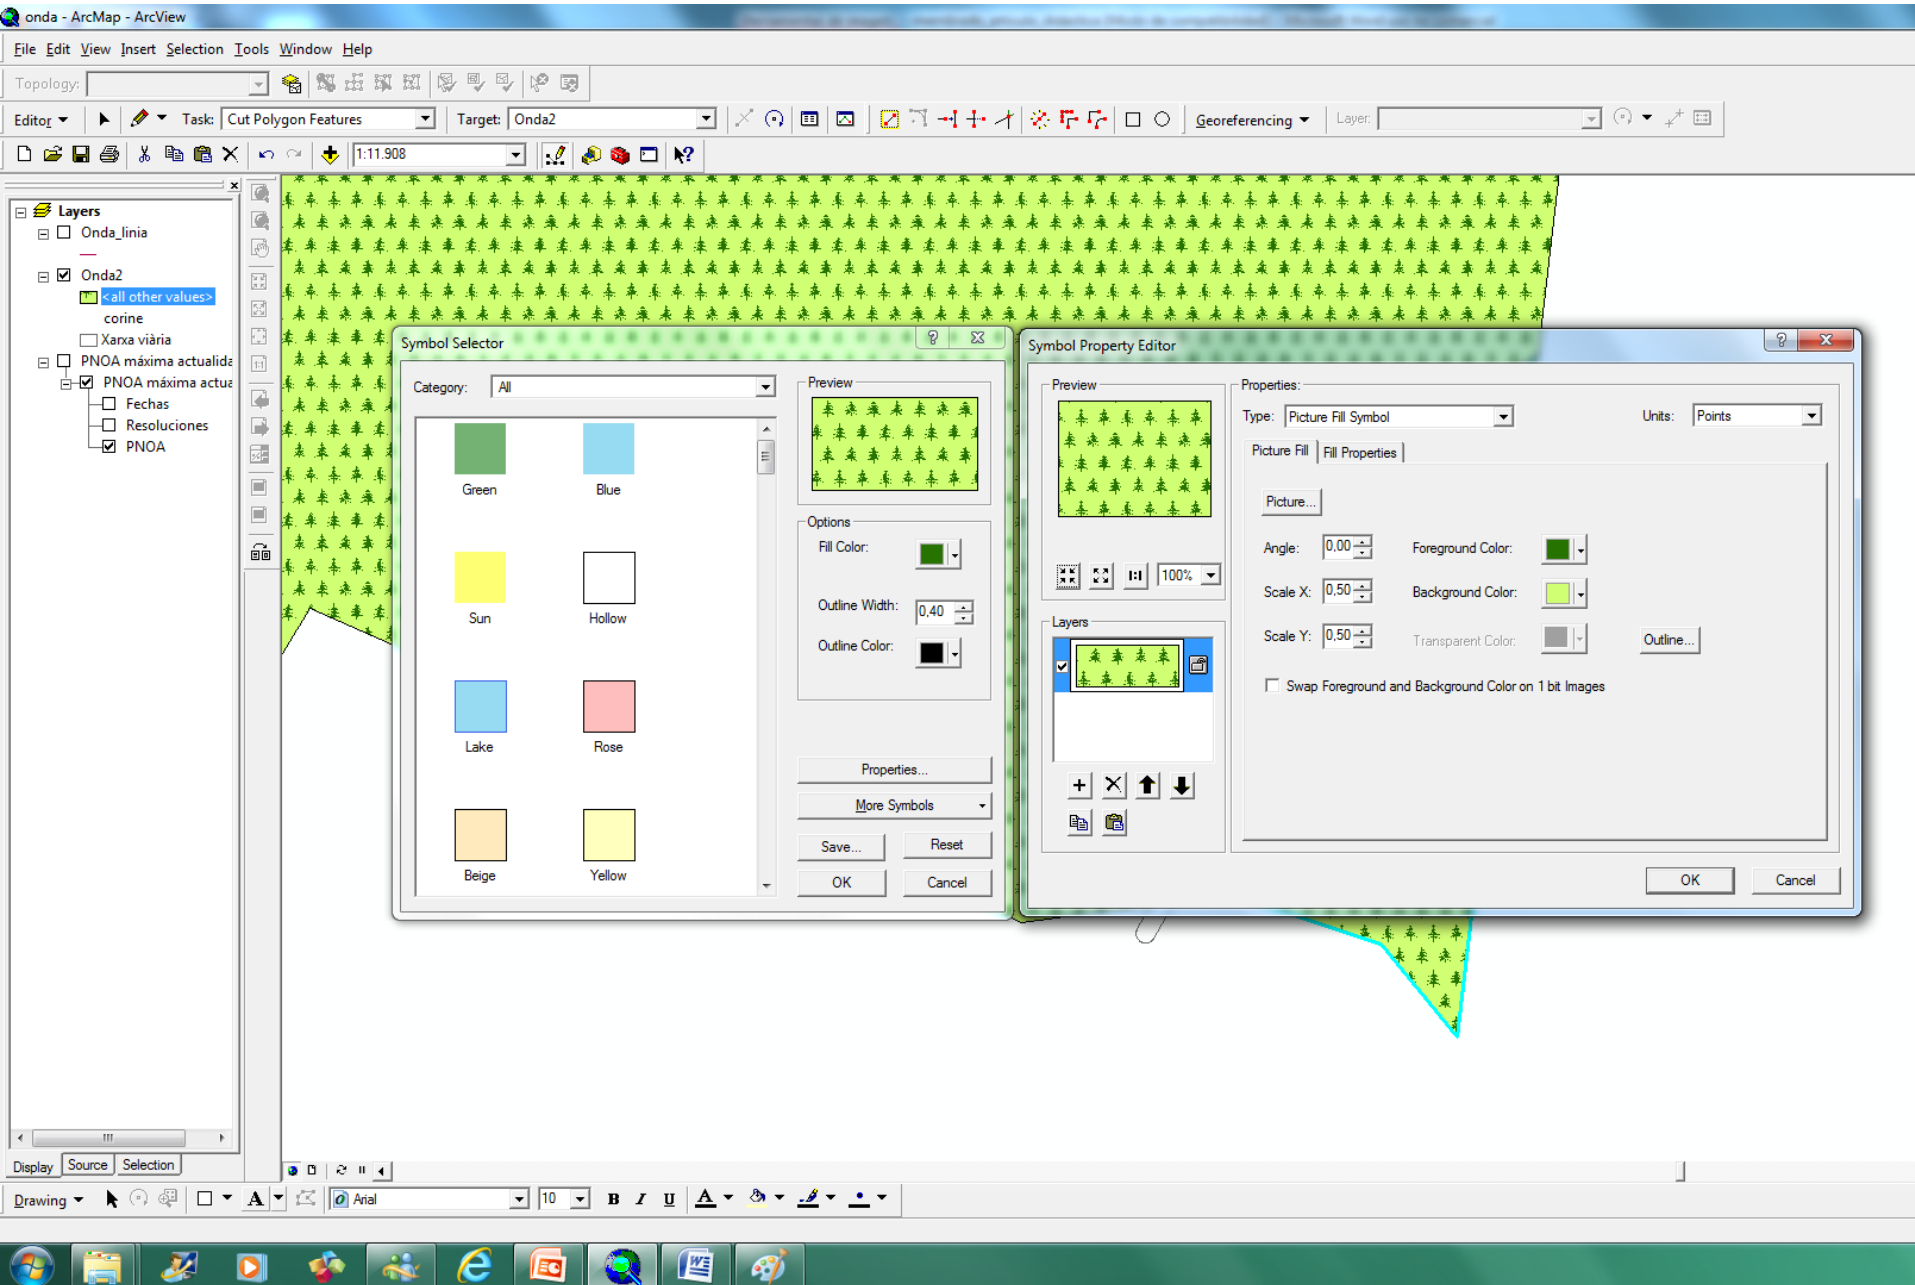 onda - ArcMap - ArcView
File Edit View Insert Selection Tools Window Help
Topology:
Editor Task: Cut Polygon Features Target: Onda2 Georeferencing Layer:
1:11.908
Layers
Onda_linia
Onda2
<all other values>
corine
Xarxa viària
PNOA máxima actualida
PNOA máxima actua
Fechas
Resoluciones
PNOA
Display Source Selection
Symbol Selector
Category: All
Green Blue
Sun Hollow
Lake Rose
Beige Yellow
Preview
Options
Fill Color:
Outline Width: 0,40
Outline Color:
Properties...
More Symbols
Save... Reset
OK Cancel
Symbol Property Editor
Preview
100%
Layers
Properties:
Type: Picture Fill Symbol Units: Points
Picture Fill Fill Properties
Picture...
Angle: 0,00 Foreground Color:
Scale X: 0,50 Background Color:
Scale Y: 0,50 Transparent Color: Outline...
Swap Foreground and Background Color on 1 bit Images
OK Cancel
Drawing A Arial 10 B I U A